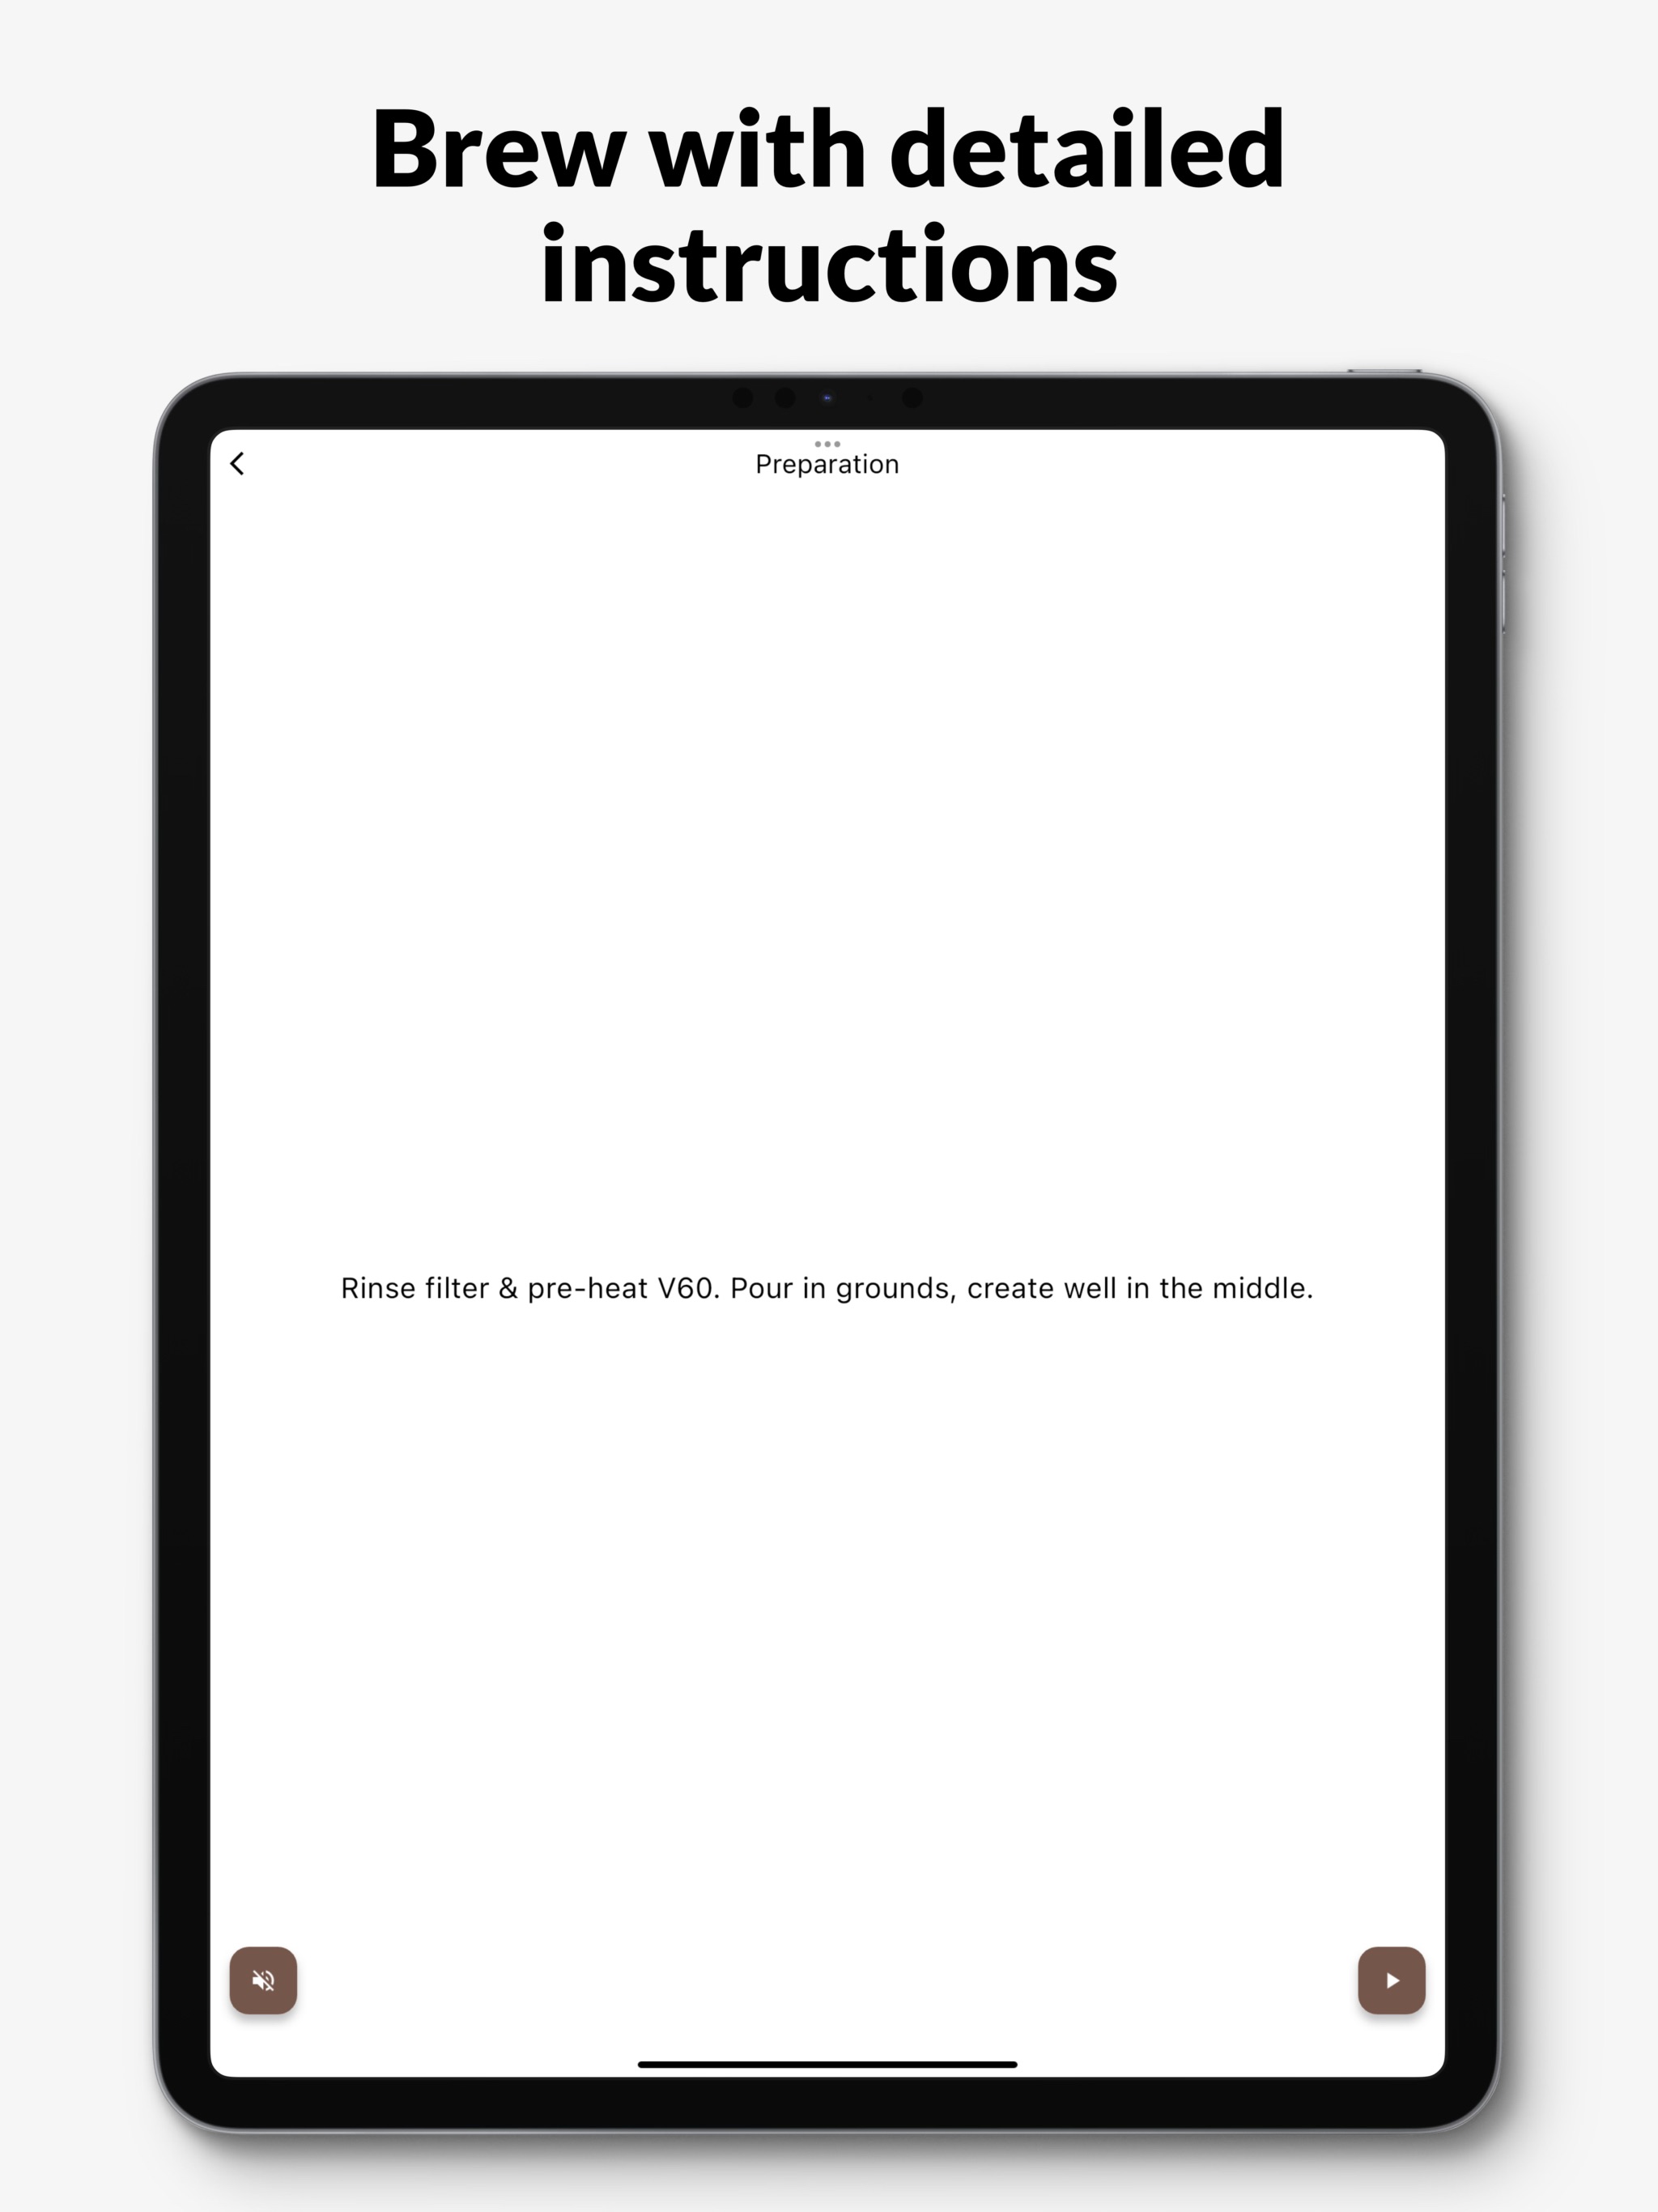 Brew with detailed
instructions
Preparation
Rinse filter & pre-heat V60. Pour in grounds, create well in the middle.